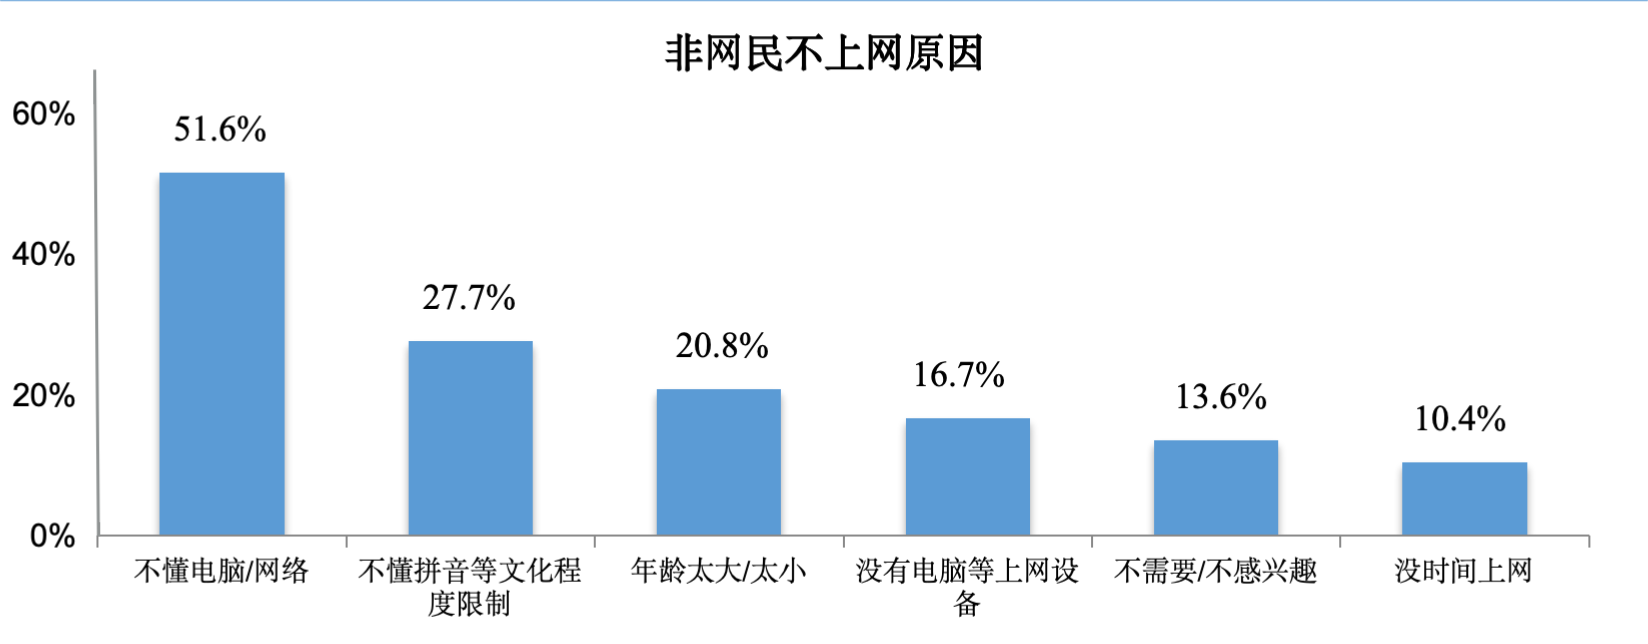 非网民不上网原因
60%
40%
20%
0%
51.6%
27.7%
20.8%
16.7%
13.6%
10.4%
不懂电脑/网络
不懂拼音等文化程
度限制
年龄太大/太小
没有电脑等上网设
备
不需要/不感兴趣
没时间上网